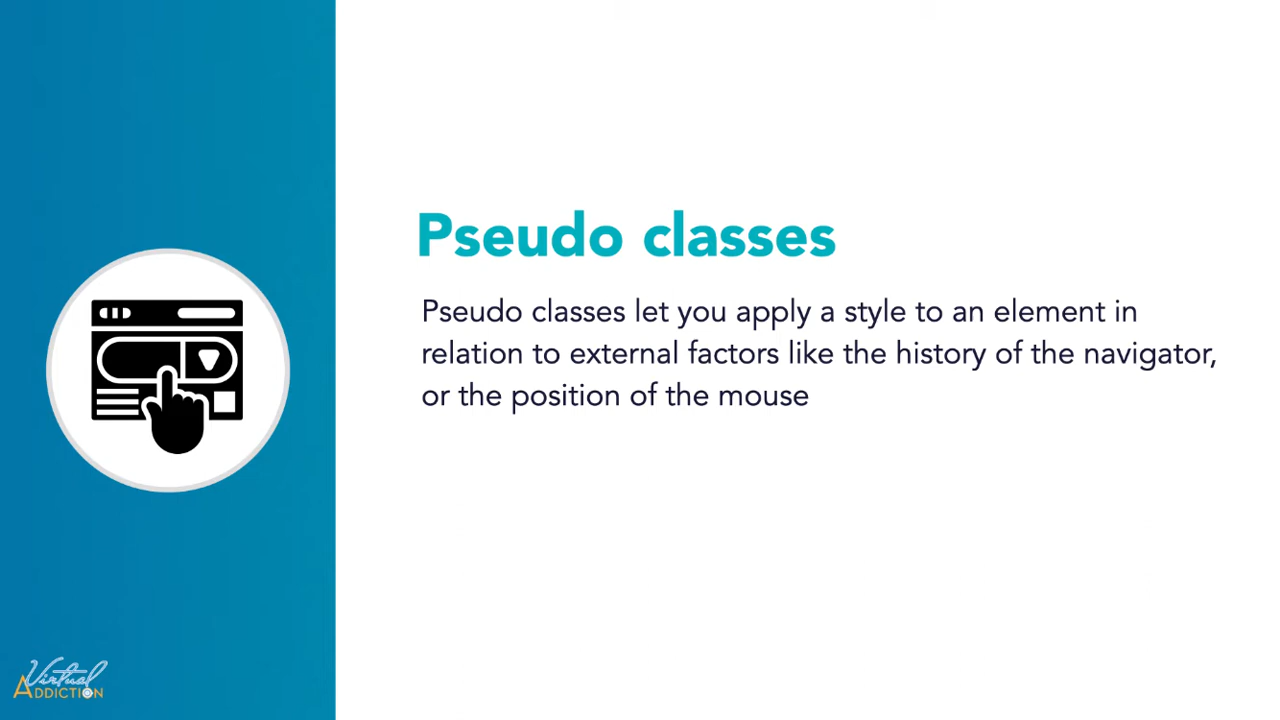 Pseudo classes
Pseudo classes let you apply a style to an element in
relation to external factors like the history of the navigator,
or the position of the mouse
Virtual
ADDICTION